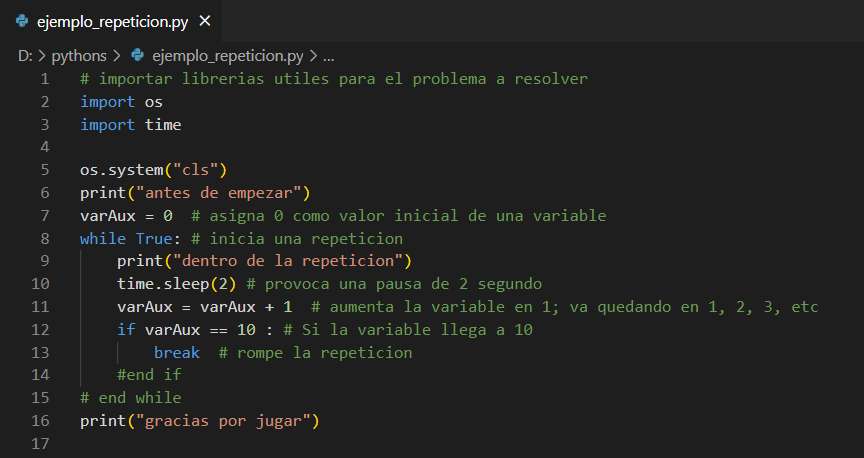 ejemplo_repeticion.py ×
D: > pythons > ejemplo_repeticion.py > ...
1 # importar librerias utiles para el problema a resolver
2 import os
3 import time
4
5 os.system("cls")
6 print("antes de empezar")
7 varAux = 0  # asigna 0 como valor inicial de una variable
8 while True: # inicia una repeticion
9     print("dentro de la repeticion")
10     time.sleep(2) # provoca una pausa de 2 segundo
11     varAux = varAux + 1  # aumenta la variable en 1; va quedando en 1, 2, 3, etc
12     if varAux == 10 : # Si la variable llega a 10
13         break  # rompe la repeticion
14     #end if
15 # end while
16 print("gracias por jugar")
17